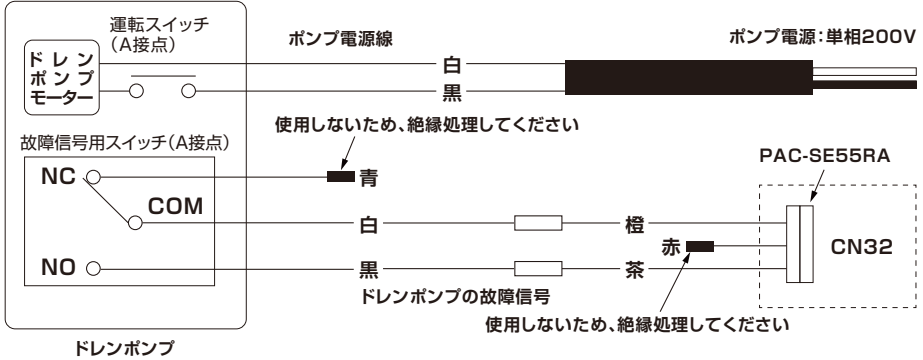 運転スイッチ
(A接点)
ポンプ電源線
ポンプ電源:単相200V
ドレン
ポンプ
モーター
白
黒
使用しないため、絶縁処理してください
故障信号用スイッチ(A接点)
PAC-SE55RA
NC
青
COM
白
橙
赤
CN32
NO
黒
茶
ドレンポンプの故障信号
使用しないため、絶縁処理してください
ドレンポンプ